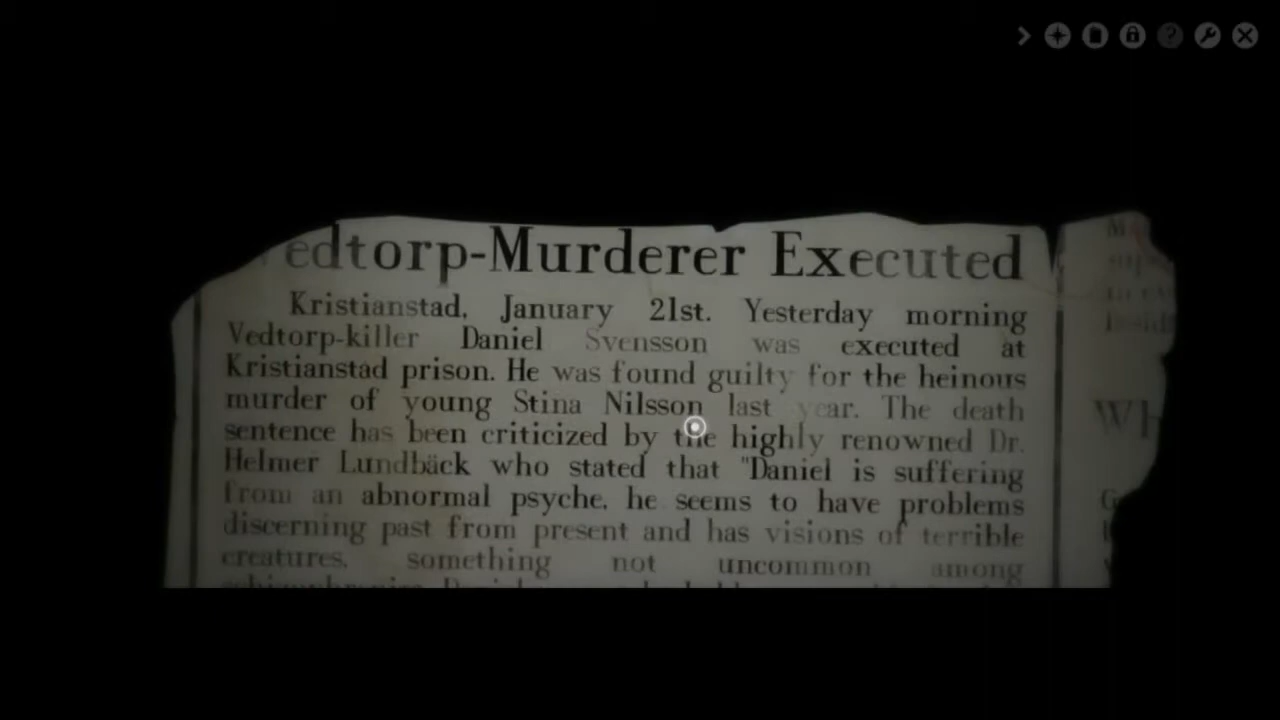 edtorp-Murderer Executed
Kristianstad, January 21st. Yesterday morning
Vedtorp-killer Daniel Svensson was executed at
Kristianstad prison. He was found guilty for the heinous
murder of young Stina Nilsson last year. The death
sentence has been criticized by the highly renowned Dr.
Helmer Lundbäck who stated that "Daniel is suffering
from an abnormal psyche, he seems to have problems
discerning past from present and has visions of terrible
creatures, something not uncommon among
Wh